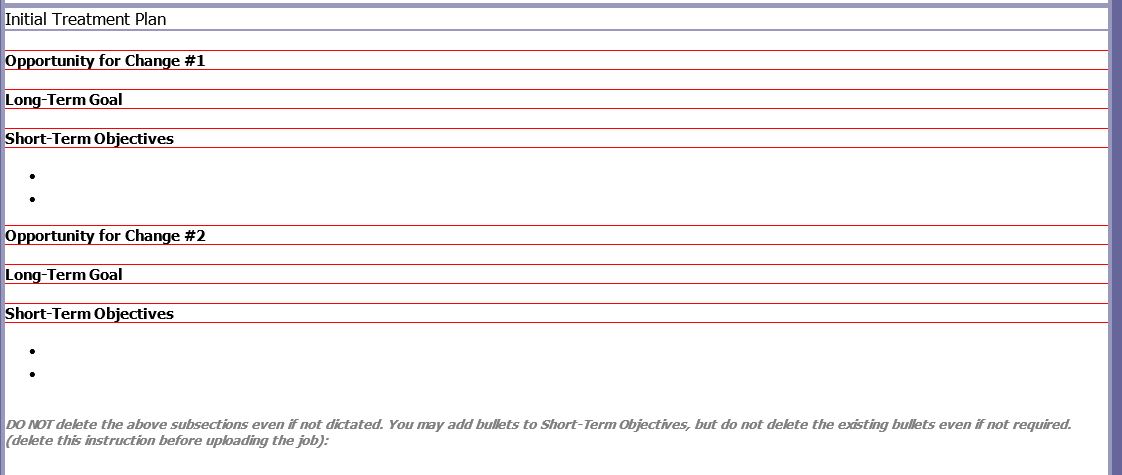 Initial Treatment Plan
Opportunity for Change #1
Long-Term Goal
Short-Term Objectives
•
•
Opportunity for Change #2
Long-Term Goal
Short-Term Objectives
•
•
DO NOT delete the above subsections even if not dictated. You may add bullets to Short-Term Objectives, but do not delete the existing bullets even if not required.
(delete this instruction before uploading the job):